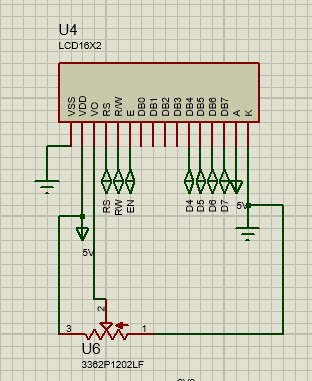 U4
LCD16X2
VSS
VDD
VO
RS
R/W
E
DB0
DB1
DB2
DB3
DB4
DB5
DB6
DB7
A
K
RS
RW
EN
D4
D5
D6
D7
5V
5V
2
3
1
U6
3362P1202LF